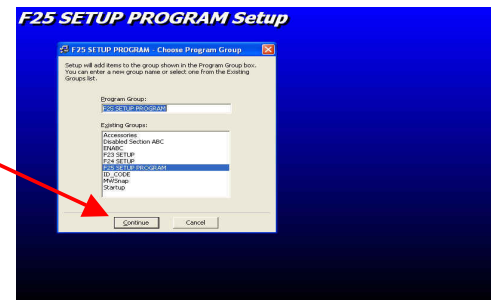 F25 SETUP PROGRAM Setup
F25 SETUP PROGRAM - Choose Program Group
Setup will add items to the group shown in the Program Group box.
You can enter a new group name or select one from the Existing
Groups list.
Program Group:
F25 SETUP PROGRAM
Existing Groups:
Accessories
Disabled Section ABC
ENABC
F23 SETUP
F24 SETUP
F25 SETUP PROGRAM
ID_CODE
MWSnap
Startup
Continue
Cancel